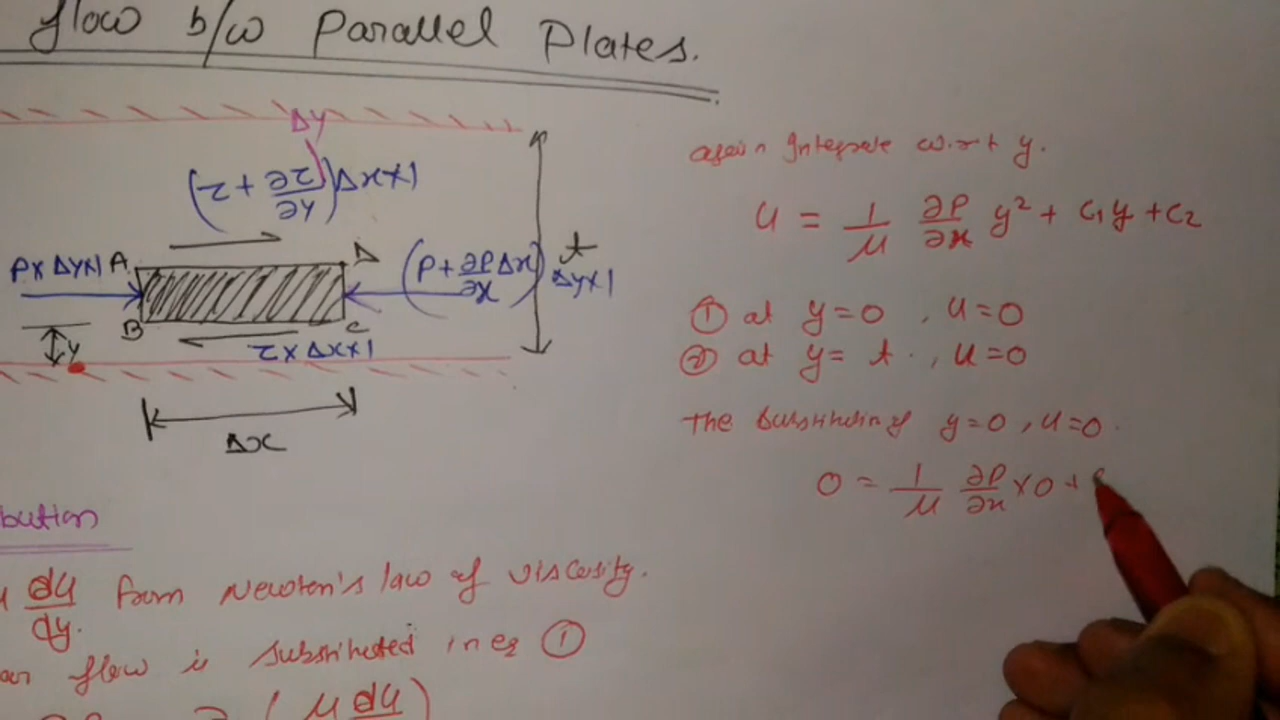 flow b/w Parallel Plates.
Δy
(τ + ∂τ/∂y) Δx×1
P×Δy×1 A
D
(P + ∂P/∂x Δx) Δy×1
t
B
C
y
τ×Δx×1
Δx
bution
μ du/dy. from Newton's law of viscosity.
ar flow is substituted in eq ①
∂ (μ du
again Integrate w.r.t y.
u = 1/μ ∂P/∂x y² + C₁y + C₂
① at y=0 , u=0
② at y= t , u=0
The Substituting y=0 , u=0.
0 = 1/μ ∂P/∂x ×0 +